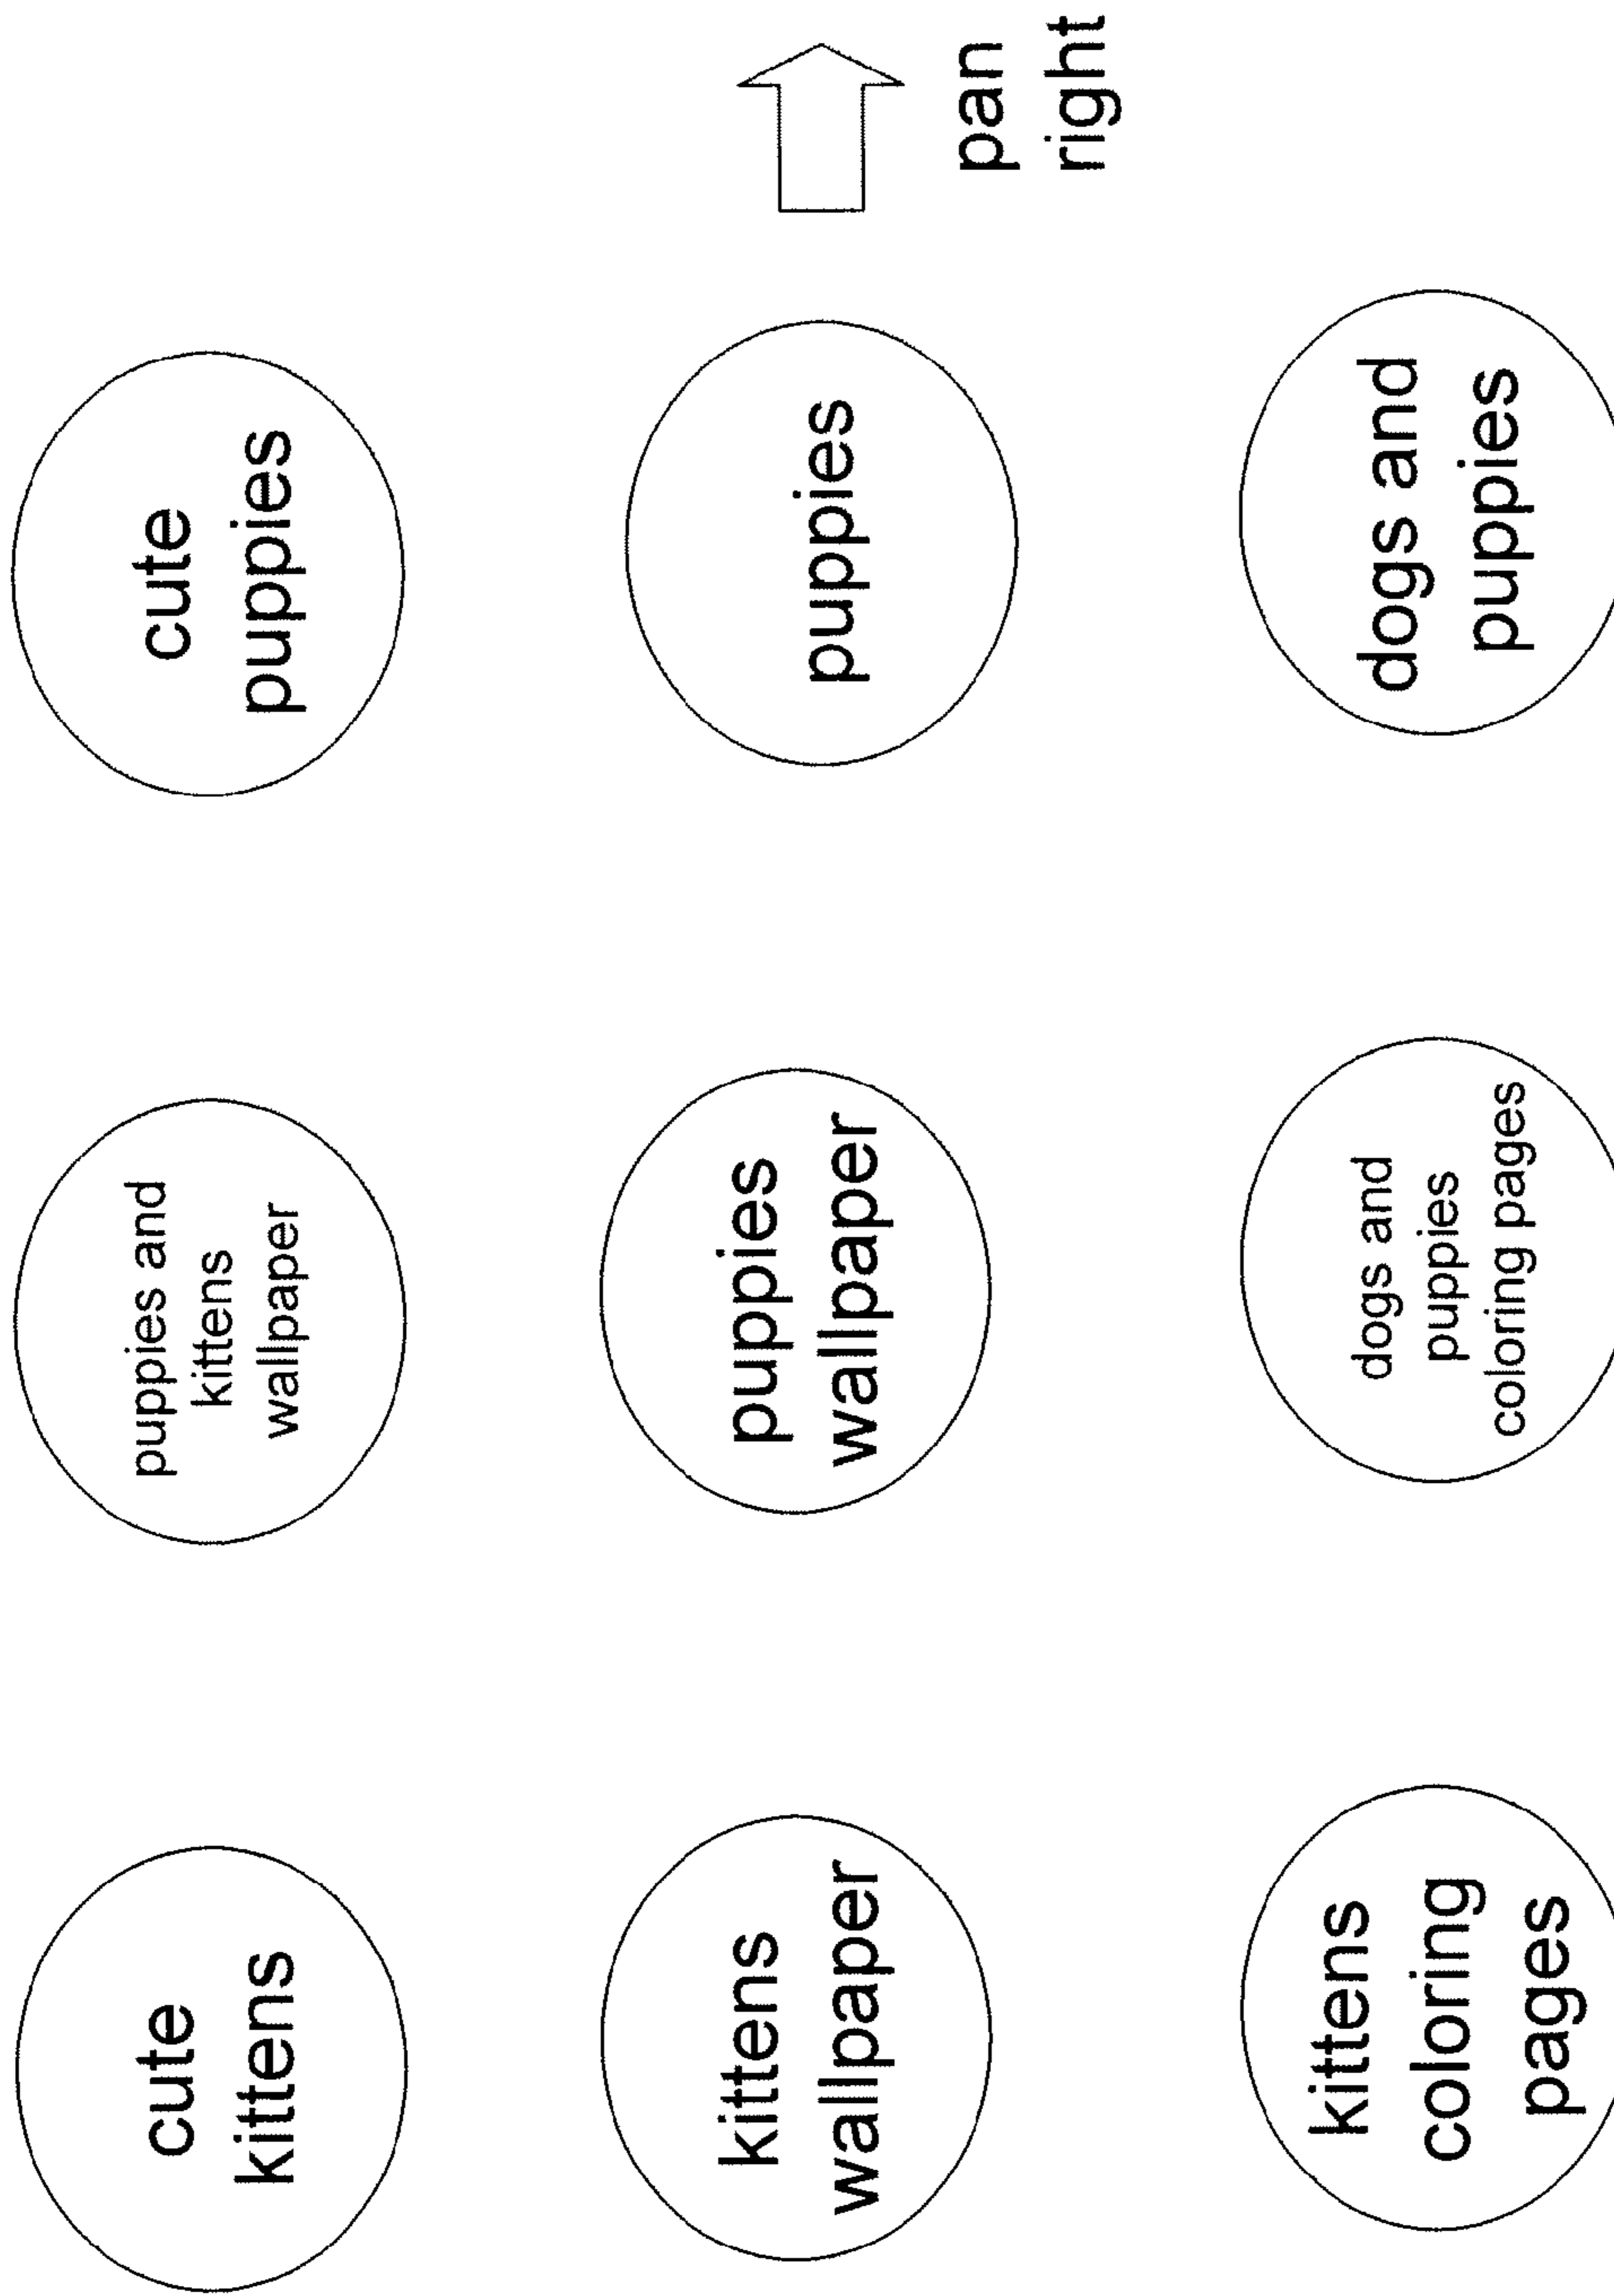 cute
kittens
puppies and
kittens
wallpaper
cute
puppies
kittens
wallpaper
puppies
wallpaper
puppies
pan
right
kittens
coloring
pages
dogs and
puppies
coloring pages
dogs and
puppies